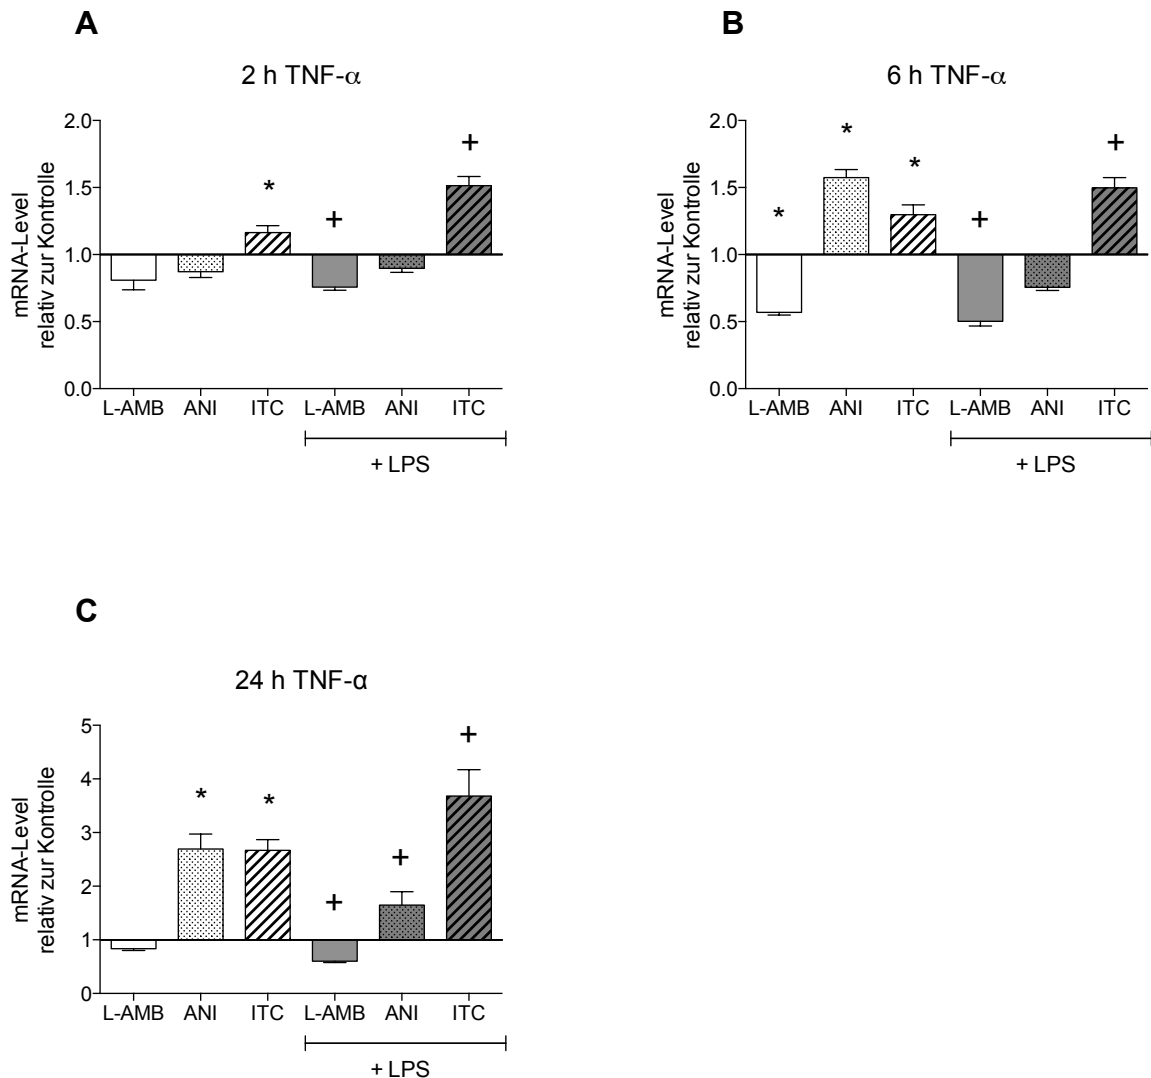 A
2 h TNF-α
mRNA-Level
relativ zur Kontrolle
2.0
1.5
1.0
0.5
0.0
*
+
+
L-AMB ANI ITC L-AMB ANI ITC
+ LPS
B
6 h TNF-α
mRNA-Level
relativ zur Kontrolle
2.0
1.5
1.0
0.5
0.0
*
*
*
+
+
L-AMB ANI ITC L-AMB ANI ITC
+ LPS
C
24 h TNF-α
mRNA-Level
relativ zur Kontrolle
5
4
3
2
1
0
*
*
+
+
+
L-AMB ANI ITC L-AMB ANI ITC
+ LPS